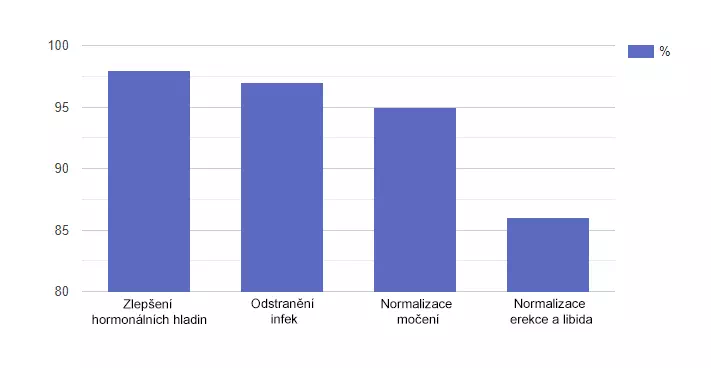 100
%
95
90
85
80
Zlepšení
hormonálních hladin
Odstranění
infek
Normalizace
močení
Normalizace
erekce a libida